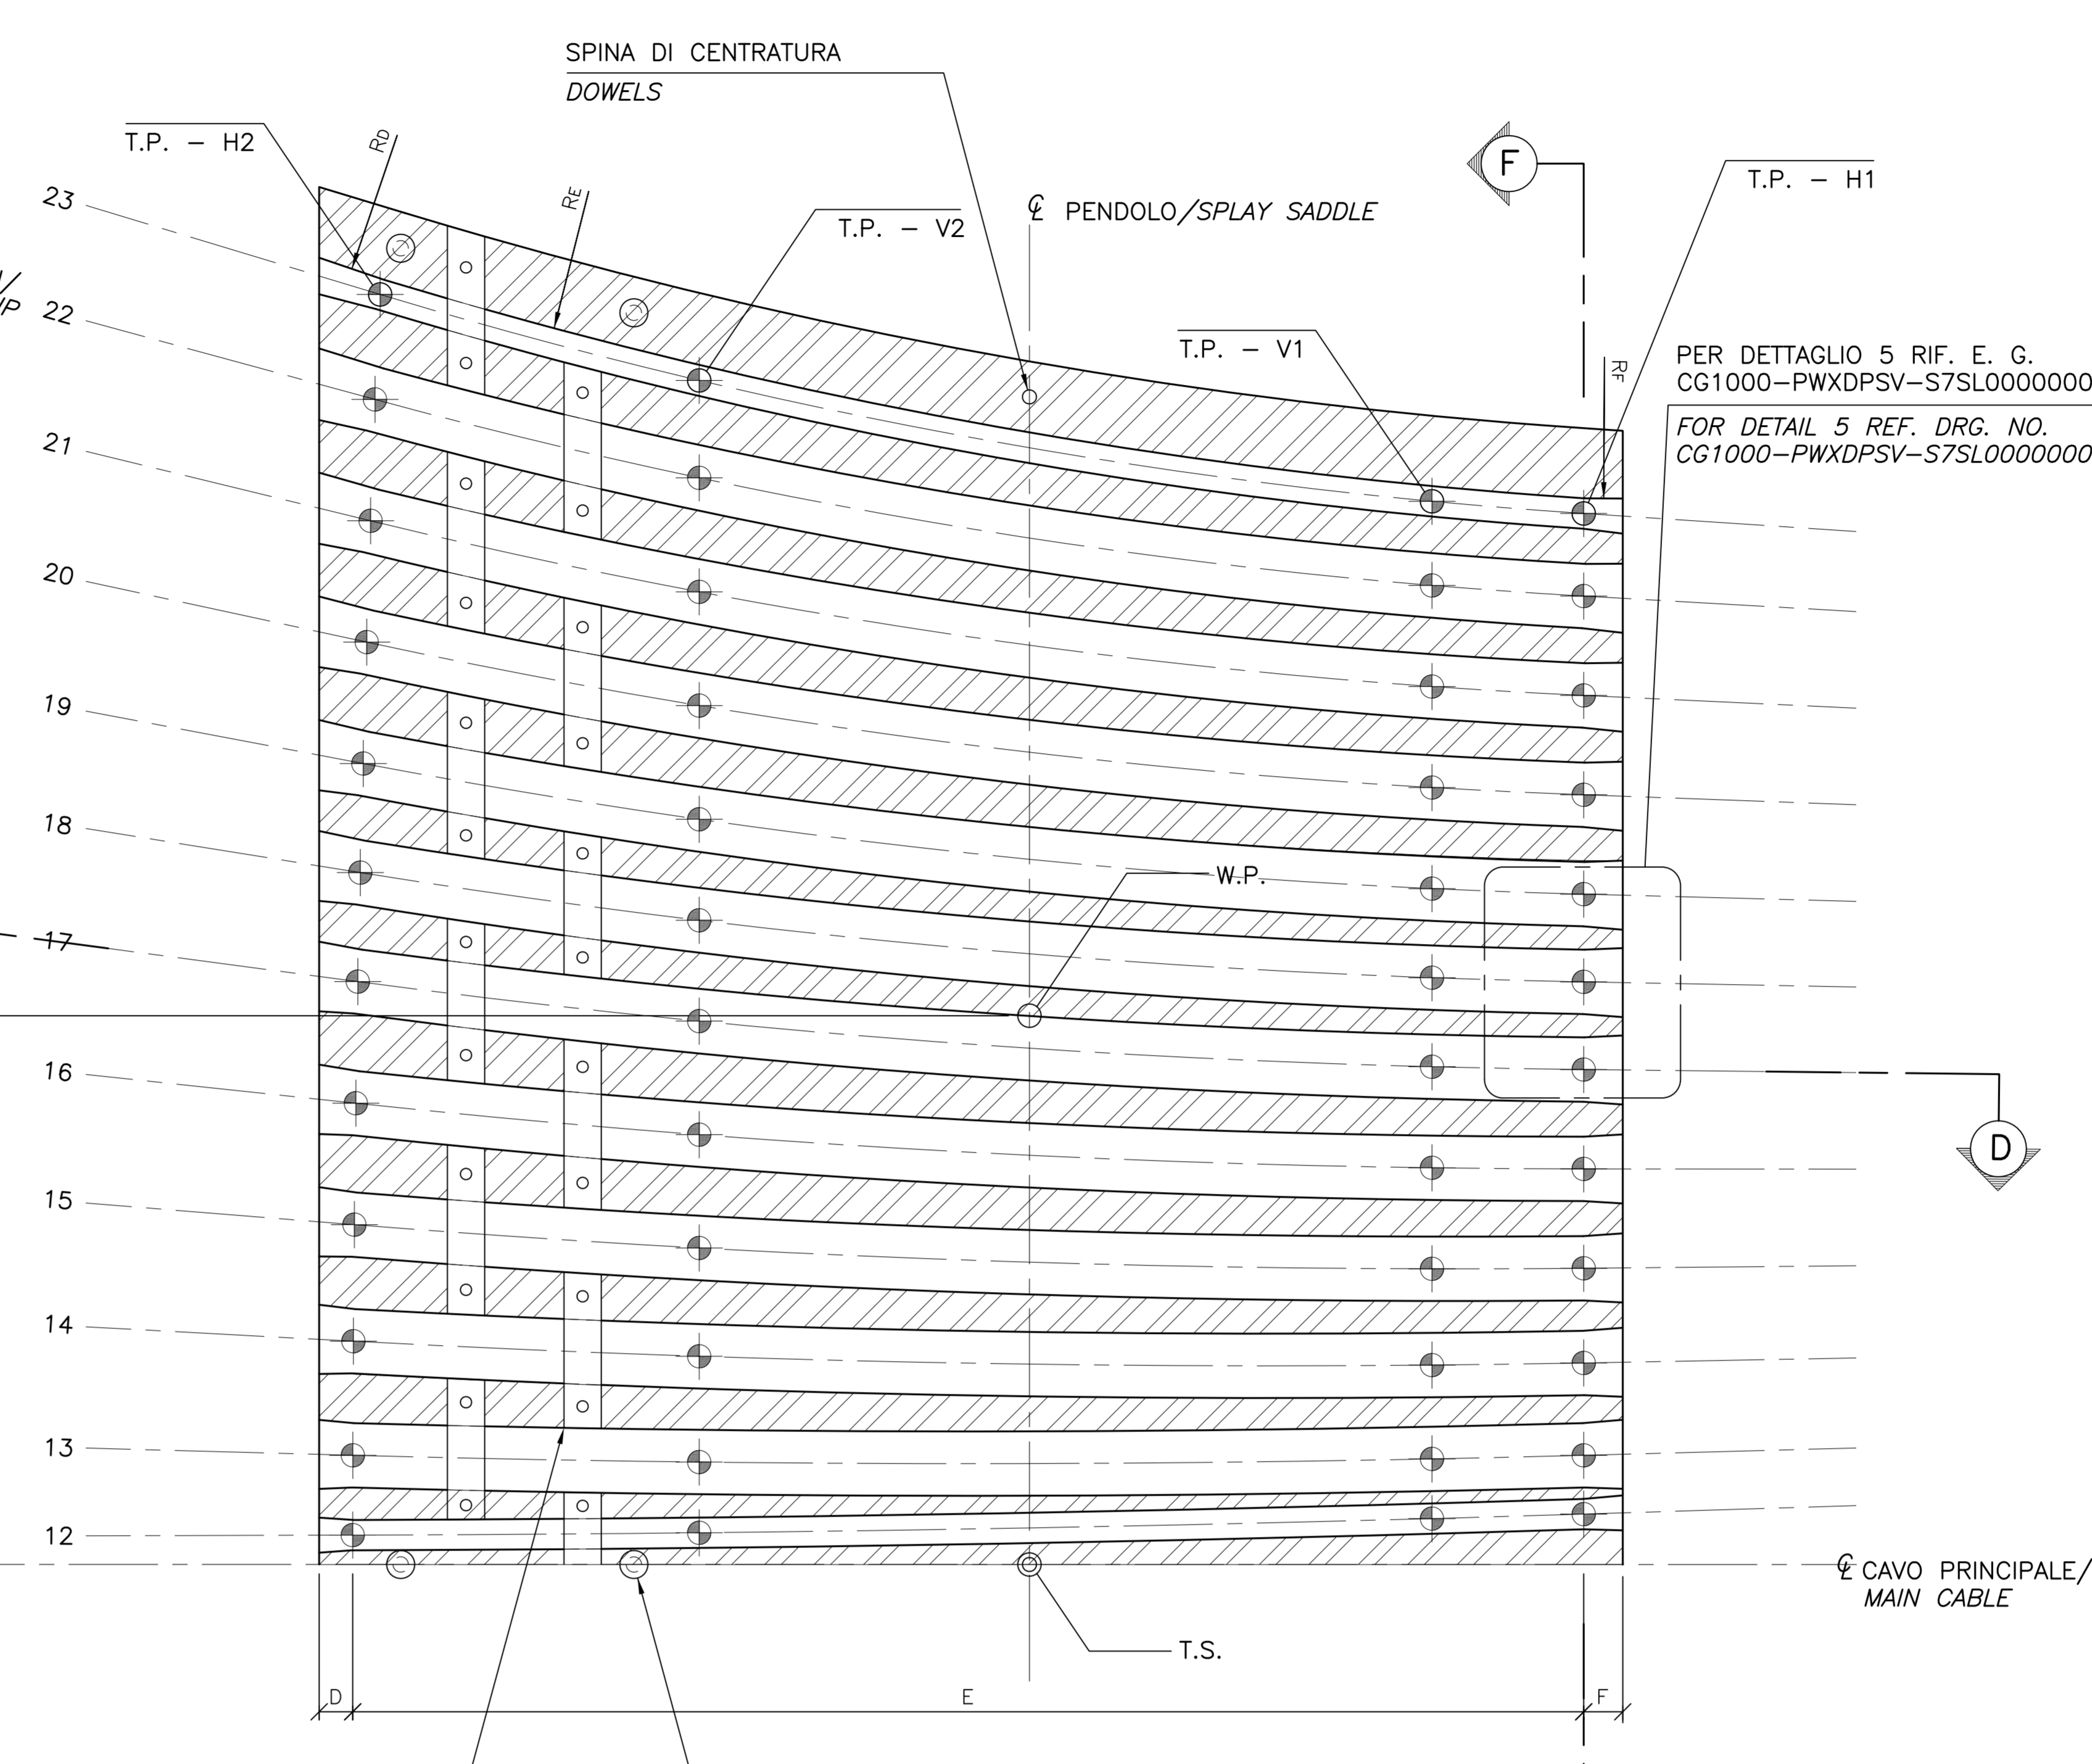 SPINA DI CENTRATURA
DOWELS
T.P. - H2
RD
RE
T.P. - V2
℄ PENDOLO/SPLAY SADDLE
F
T.P. - H1
T.P. - V1
RF
PER DETTAGLIO 5 RIF. E. G.
CG1000-PWXDPSV-S7SL0000000
FOR DETAIL 5 REF. DRG. NO.
CG1000-PWXDPSV-S7SL0000000
23
22
21
20
19
18
17
16
15
14
13
12
W.P.
D
℄ CAVO PRINCIPALE/
MAIN CABLE
T.S.
D
E
F